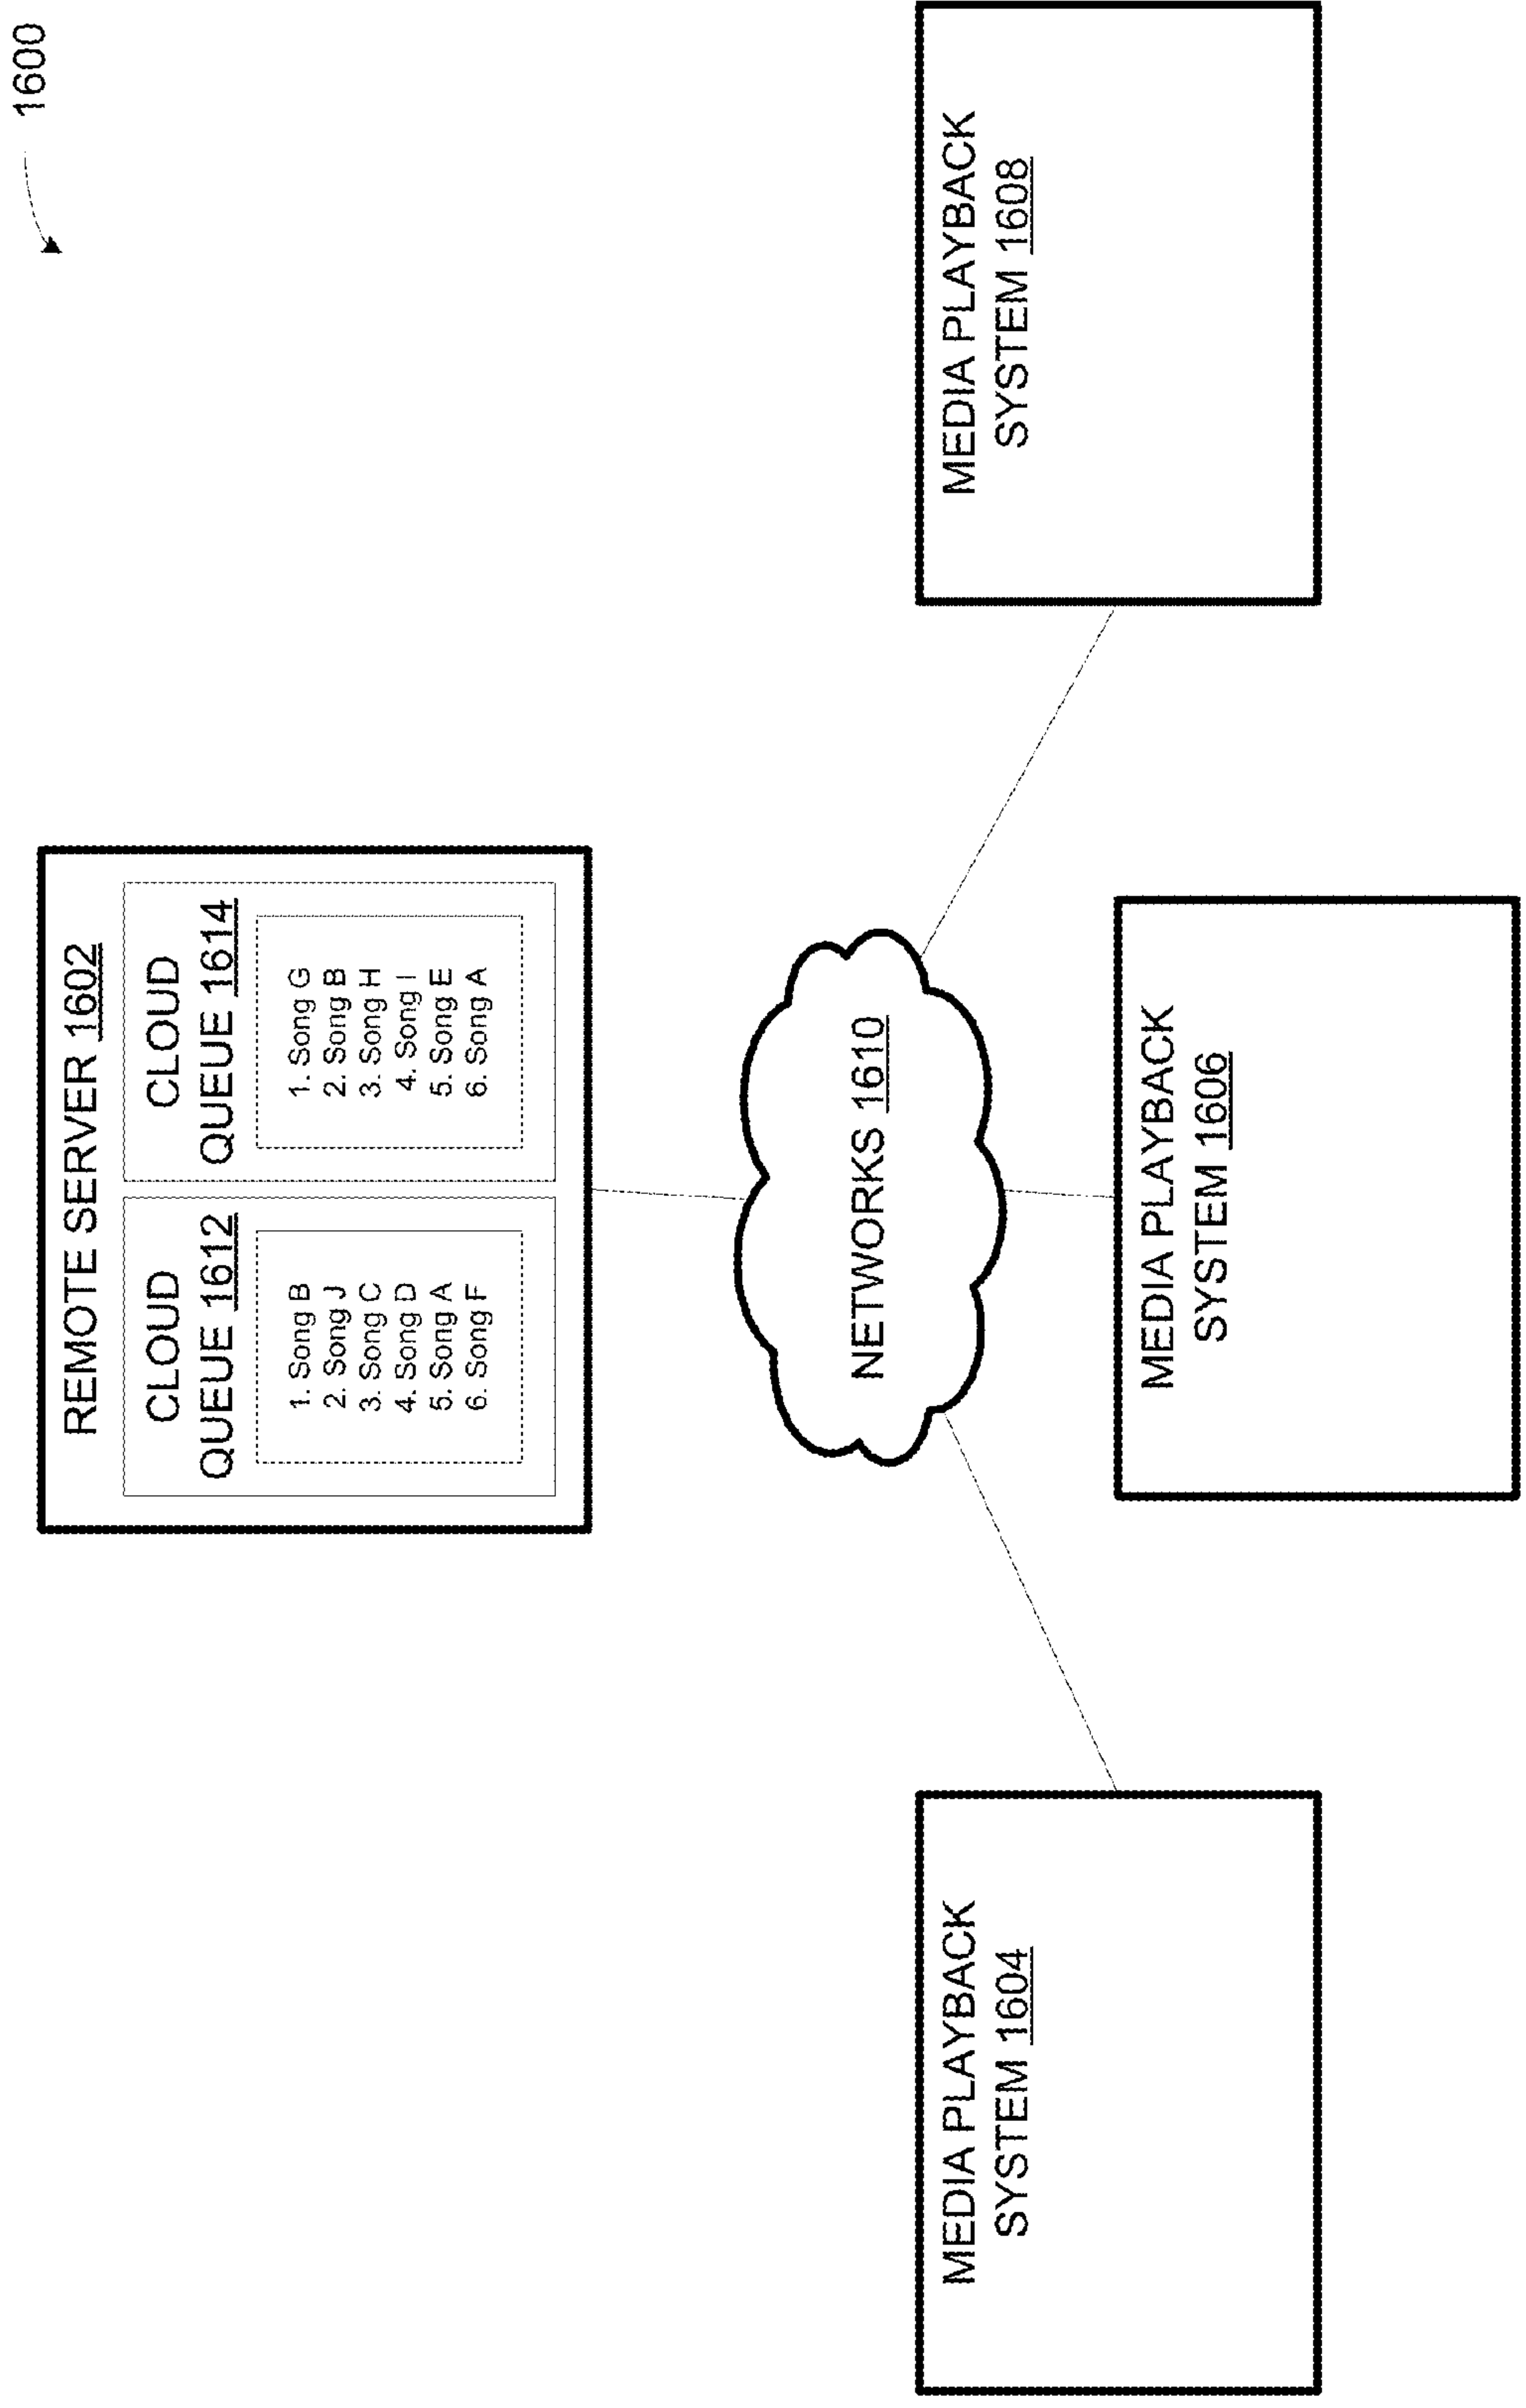 1600
REMOTE SERVER 1602
CLOUD
QUEUE 1612
1. Song B
2. Song J
3. Song C
4. Song D
5. Song A
6. Song F
CLOUD
QUEUE 1614
1. Song G
2. Song B
3. Song H
4. Song I
5. Song E
6. Song A
NETWORKS 1610
MEDIA PLAYBACK
SYSTEM 1604
MEDIA PLAYBACK
SYSTEM 1606
MEDIA PLAYBACK
SYSTEM 1608